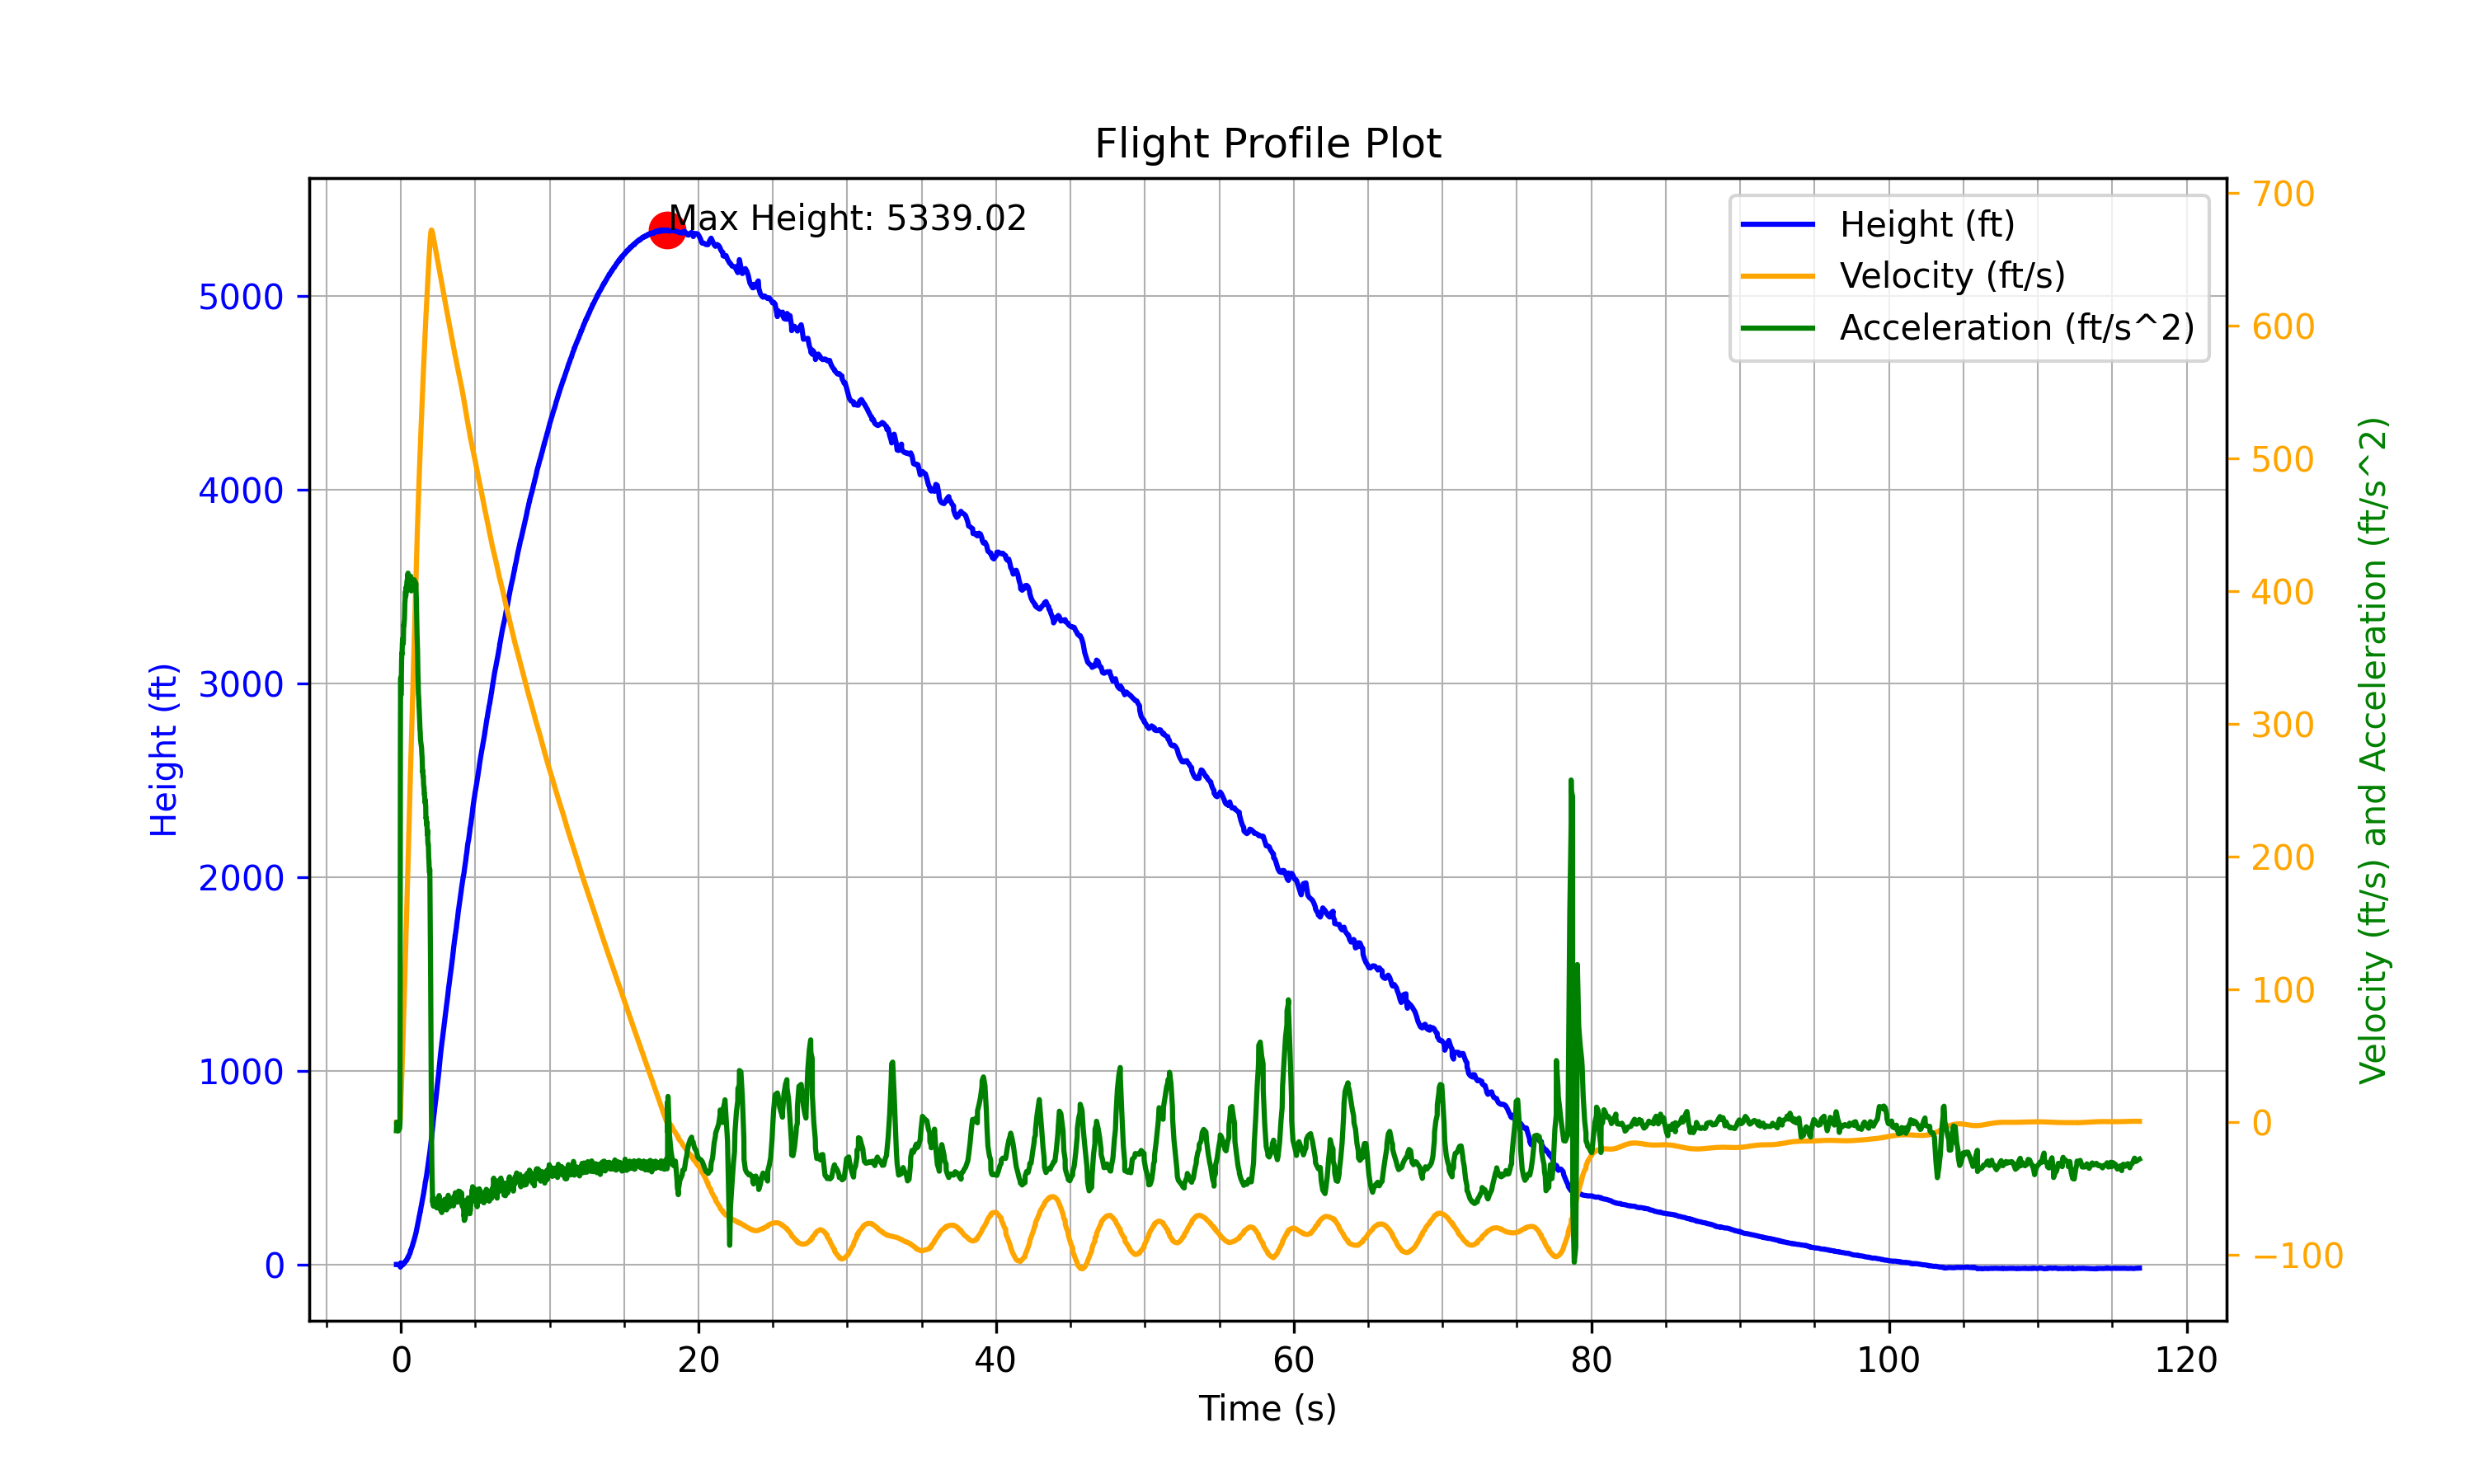 Flight Profile Plot
Max Height: 5339.02
Height (ft)
Velocity (ft/s)
Acceleration (ft/s^2)
Height (ft)
5000
4000
3000
2000
1000
0
700
600
500
400
300
200
100
0
−100
Velocity (ft/s) and Acceleration (ft/s^2)
0 20 40 60 80 100 120
Time (s)